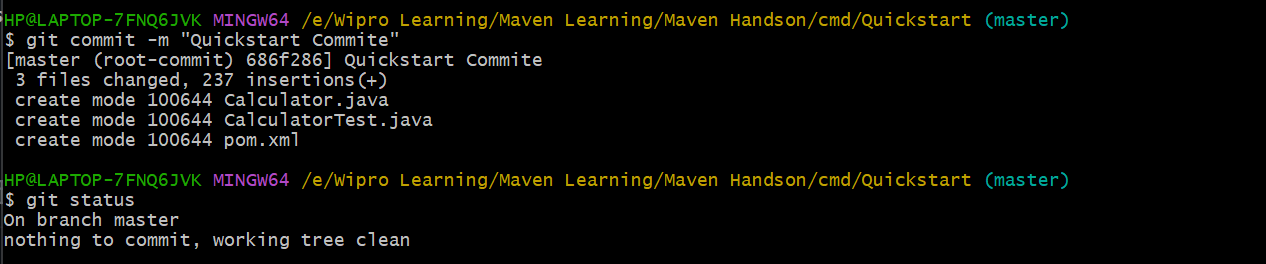 HP@LAPTOP-7FNQ6JVK MINGW64 /e/Wipro Learning/Maven Learning/Maven Handson/cmd/Quickstart (master)
$ git commit -m "Quickstart Commite"
[master (root-commit) 686f286] Quickstart Commite
 3 files changed, 237 insertions(+)
 create mode 100644 Calculator.java
 create mode 100644 CalculatorTest.java
 create mode 100644 pom.xml

HP@LAPTOP-7FNQ6JVK MINGW64 /e/Wipro Learning/Maven Learning/Maven Handson/cmd/Quickstart (master)
$ git status
On branch master
nothing to commit, working tree clean